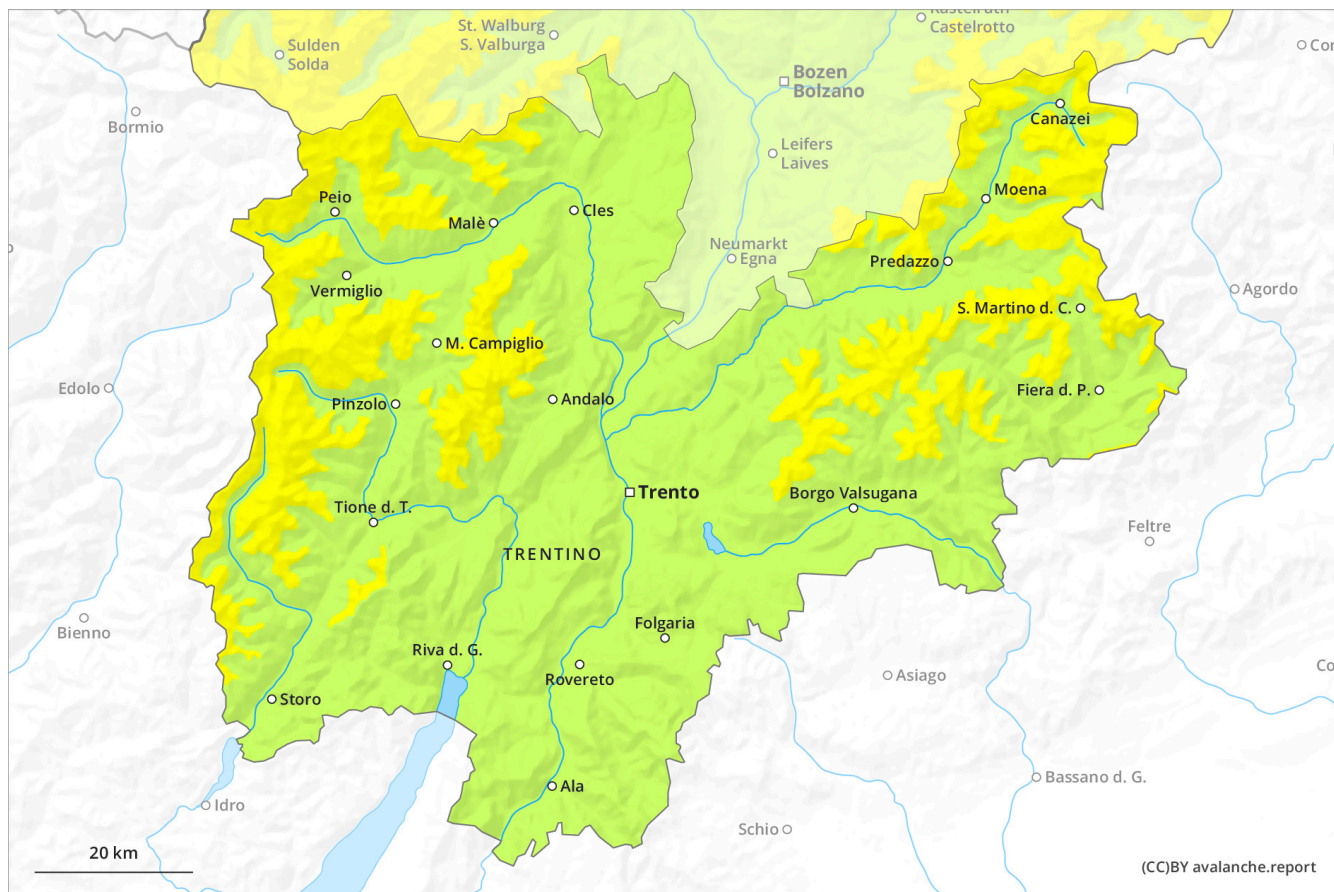 Kastelruth
Castelrotto
St. Walburg
S. Valburga
Sulden
Solda
Cor
Bozen
Bolzano
Bormio
Canazei
Leifers
Laives
Moena
Peio
Malè
Cles
Neumarkt
Egna
Predazzo
Vermiglio
Agordo
S. Martino d. C.
M. Campiglio
Edolo
Pinzolo
Andalo
Fiera d. P.
Trento
Borgo Valsugana
Tione d. T.
Feltre
TRENTINO
Bienno
Folgaria
Riva d. G.
Rovereto
Asiago
Co
Storo
Bassano d. G.
Ala
Idro
Schio
20 km
(CC)BY avalanche.report